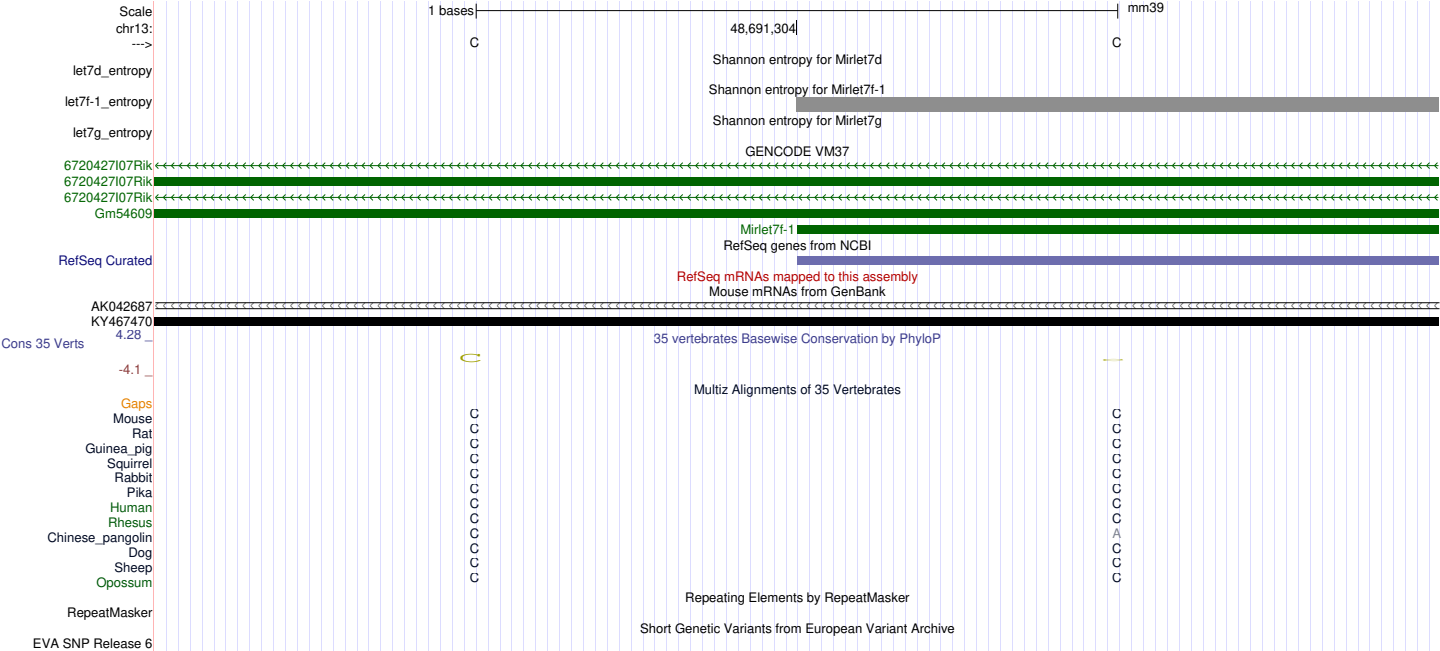 Scale 1 bases mm39
chr13: 48,691,304
---> C C
Shannon entropy for Mirlet7d
let7d_entropy
Shannon entropy for Mirlet7f-1
let7f-1_entropy
Shannon entropy for Mirlet7g
let7g_entropy
GENCODE VM37
6720427I07Rik
6720427I07Rik
6720427I07Rik
Gm54609
Mirlet7f-1
RefSeq genes from NCBI
RefSeq Curated
RefSeq mRNAs mapped to this assembly
Mouse mRNAs from GenBank
AK042687
KY467470
4.28 _
35 vertebrates Basewise Conservation by PhyloP
Cons 35 Verts
C
-4.1 _
Multiz Alignments of 35 Vertebrates
Gaps
Mouse C C
Rat C C
Guinea_pig C C
Squirrel C C
Rabbit C C
Pika C C
Human C C
Rhesus C C
Chinese_pangolin C A
Dog C C
Sheep C C
Opossum C C
Repeating Elements by RepeatMasker
RepeatMasker
Short Genetic Variants from European Variant Archive
EVA SNP Release 6